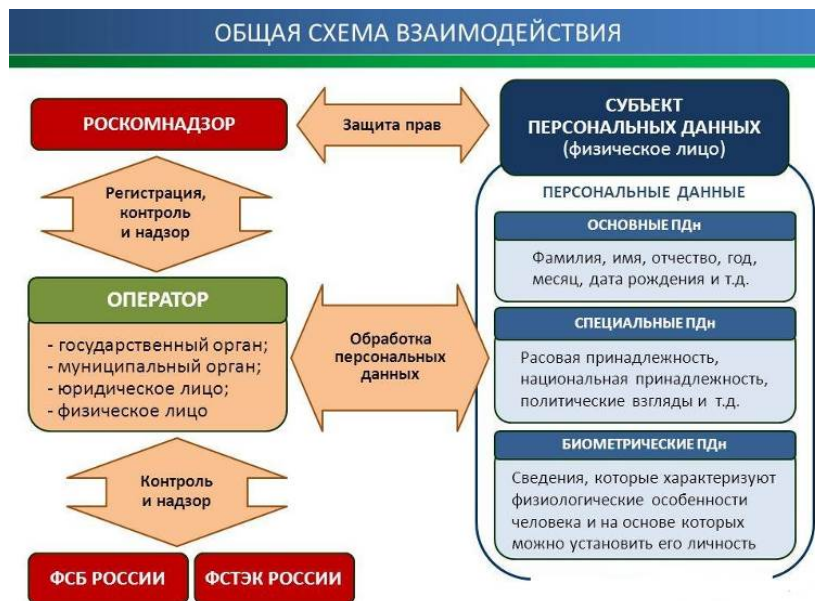 ОБЩАЯ СХЕМА ВЗАИМОДЕЙСТВИЯ
РОСКОМНАДЗОР
Защита прав
СУБЪЕКТ
ПЕРСОНАЛЬНЫХ ДАННЫХ
(физическое лицо)
Регистрация,
контроль
и надзор
ПЕРСОНАЛЬНЫЕ ДАННЫЕ
ОСНОВНЫЕ ПДн
Фамилия, имя, отчество, год,
месяц, дата рождения и т.д.
ОПЕРАТОР
- государственный орган;
- муниципальный орган;
- юридическое лицо;
- физическое лицо
Обработка
персональных
данных
СПЕЦИАЛЬНЫЕ ПДн
Расовая принадлежность,
национальная принадлежность,
политические взгляды и т.д.
БИОМЕТРИЧЕСКИЕ ПДн
Сведения, которые характеризуют
физиологические особенности
человека и на основе которых
можно установить его личность
Контроль
и надзор
ФСБ РОССИИ
ФСТЭК РОССИИ